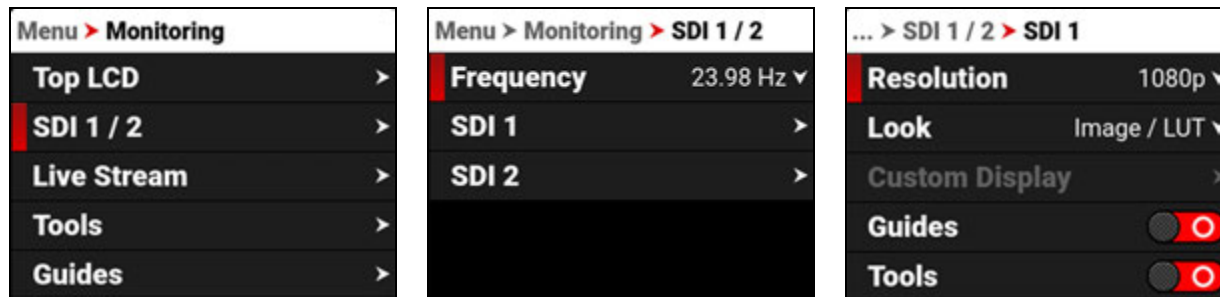 Menu > Monitoring
Top LCD >
SDI 1 / 2 >
Live Stream >
Tools >
Guides >
Menu > Monitoring > SDI 1 / 2
Frequency 23.98 Hz
SDI 1 >
SDI 2 >
... > SDI 1 / 2 > SDI 1
Resolution 1080p
Look Image / LUT
Custom Display >
Guides
Tools